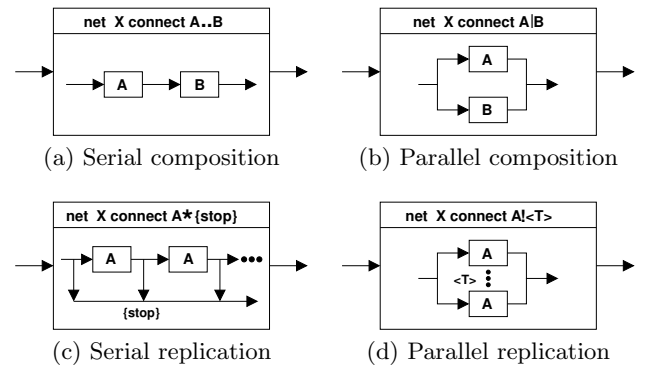 net X connect A..B
A
B
(a) Serial composition
net X connect A|B
A
B
(b) Parallel composition
net X connect A*{stop}
A
A
{stop}
(c) Serial replication
net X connect A!<T>
A
<T>
A
(d) Parallel replication